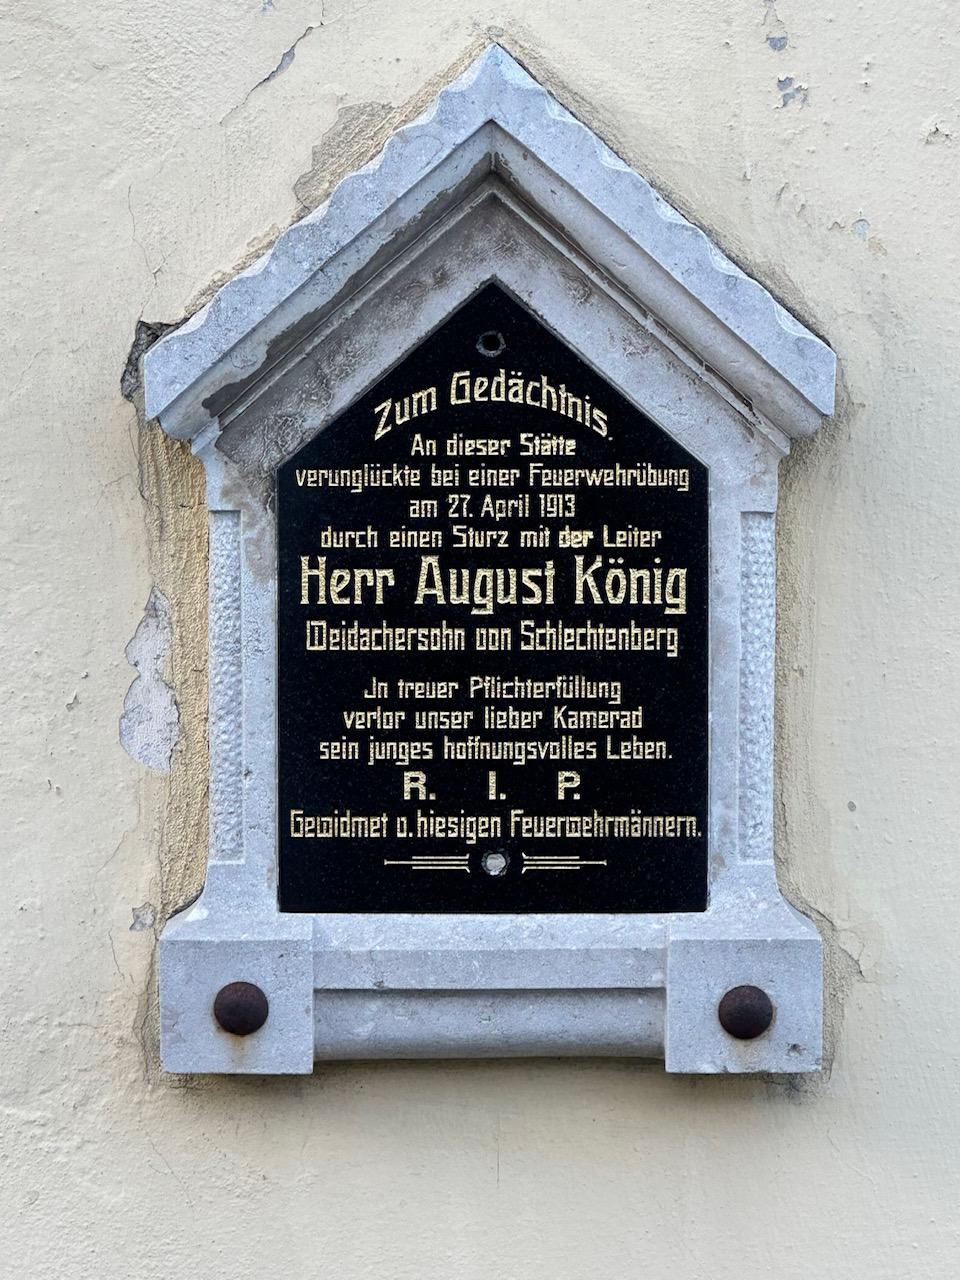 Zum Gedächtnis.
An dieser Stätte
verunglückte bei einer Feuerwehrübung
am 27. April 1913
durch einen Sturz mit der Leiter
Herr August König
Weidachersohn von Schlechtenberg
In treuer Pflichterfüllung
verlor unser lieber Kamerad
sein junges hoffnungsvolles Leben.
R. I. P.
Gewidmet v. hiesigen Feuerwehrmännern.